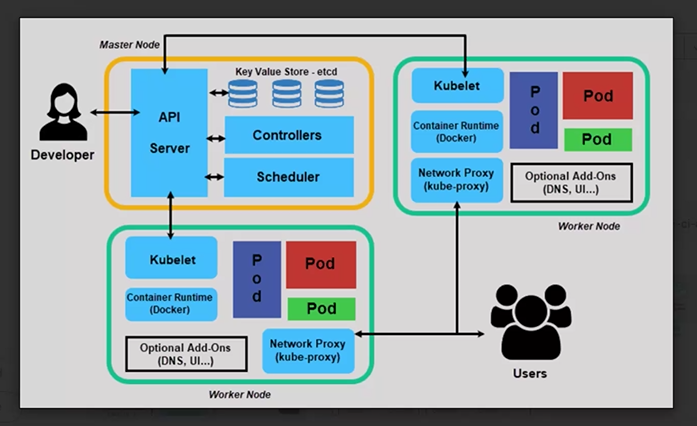 Master Node
Key Value Store - etcd
API
Server
Controllers
Scheduler
Developer
Kubelet
Container Runtime
(Docker)
Network Proxy
(kube-proxy)
P
o
d
Pod
Pod
Optional Add-Ons
(DNS, UI...)
Worker Node
Kubelet
Container Runtime
(Docker)
P
o
d
Pod
Pod
Optional Add-Ons
(DNS, UI...)
Network Proxy
(kube-proxy)
Worker Node
Users